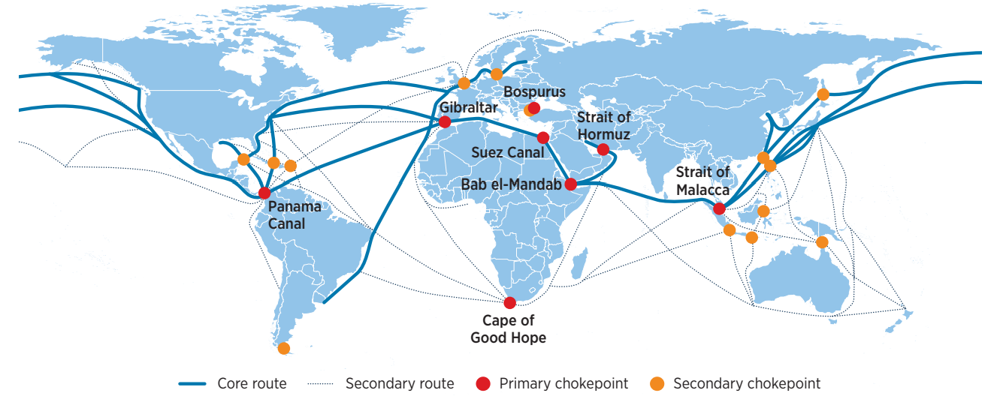 Bospurus
Gibraltar
Strait of
Hormuz
Suez Canal
Strait of
Malacca
Bab el-Mandab
Panama
Canal
Cape of
Good Hope
Core route
Secondary route
Primary chokepoint
Secondary chokepoint